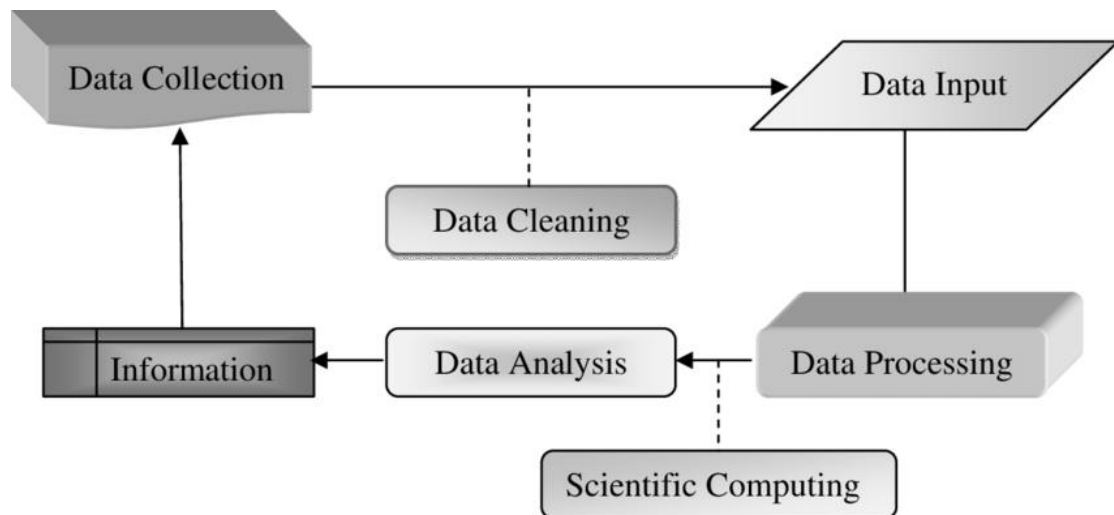 Data Collection
Data Input
Data Cleaning
Information
Data Analysis
Data Processing
Scientific Computing